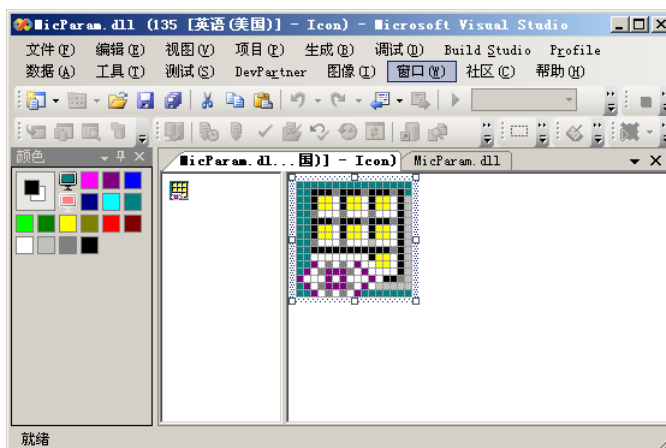 MicParam.dll (135 [英语(美国)] - Icon) - Microsoft Visual Studio
文件(F) 编辑(E) 视图(V) 项目(P) 生成(B) 调试(D) Build Studio Profile
数据(A) 工具(T) 测试(S) DevPartner 图像(I) 窗口(W) 社区(C) 帮助(H)
颜色
MicParam.dl...国)] - Icon) MicParam.dll
就绪